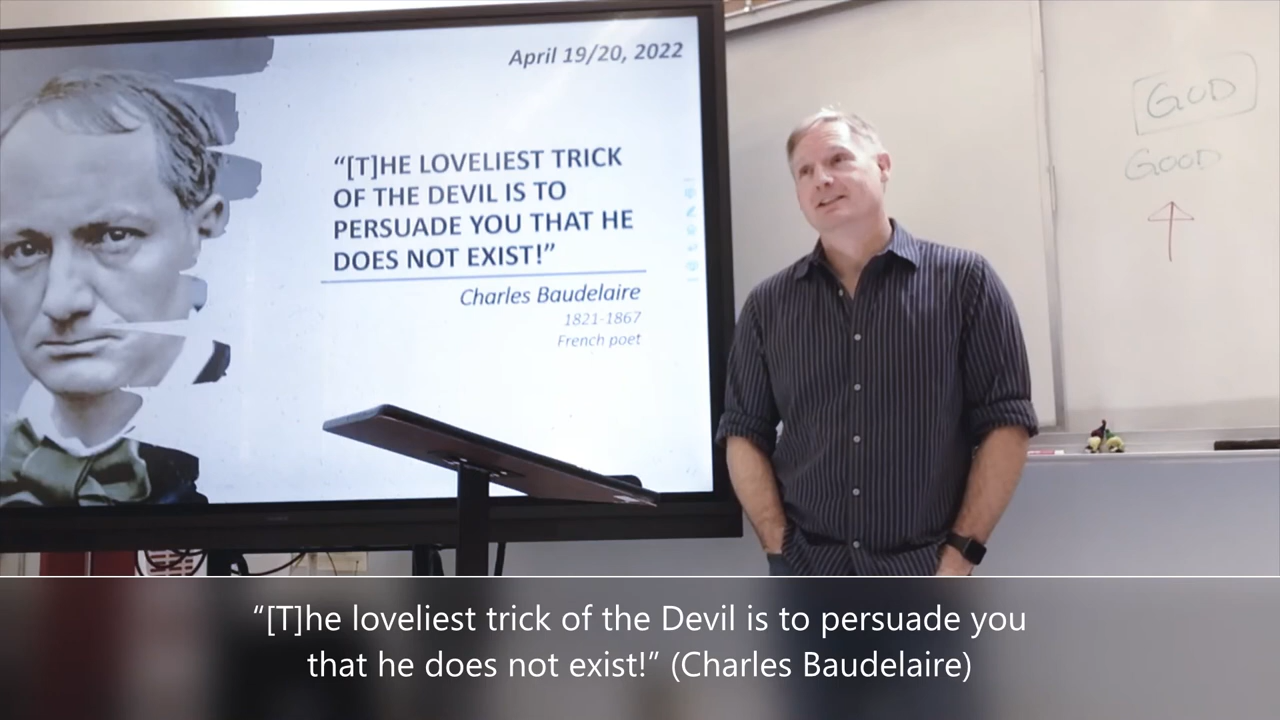 April 19/20, 2022
“[T]HE LOVELIEST TRICK
OF THE DEVIL IS TO
PERSUADE YOU THAT HE
DOES NOT EXIST!”
Charles Baudelaire
1821-1867
French poet
GOD
GOOD
“[T]he loveliest trick of the Devil is to persuade you
that he does not exist!” (Charles Baudelaire)